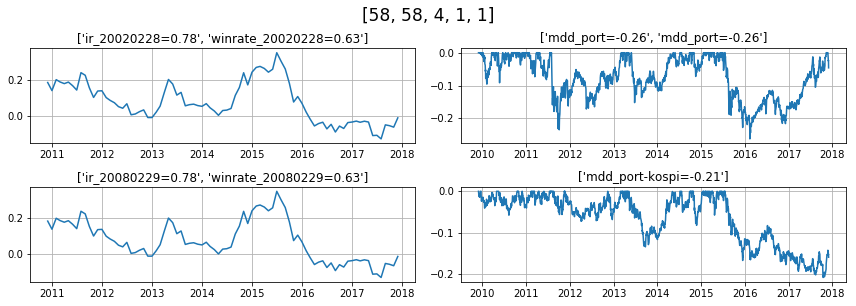 [58, 58, 4, 1, 1]
['ir_20020228=0.78', 'winrate_20020228=0.63']
0.2
0.0
2011 2012 2013 2014 2015 2016 2017 2018
['mdd_port=-0.26', 'mdd_port=-0.26']
0.0
−0.1
−0.2
2010 2011 2012 2013 2014 2015 2016 2017 2018
['ir_20080229=0.78', 'winrate_20080229=0.63']
0.2
0.0
2011 2012 2013 2014 2015 2016 2017 2018
['mdd_port-kospi=-0.21']
0.0
−0.1
−0.2
2010 2011 2012 2013 2014 2015 2016 2017 2018